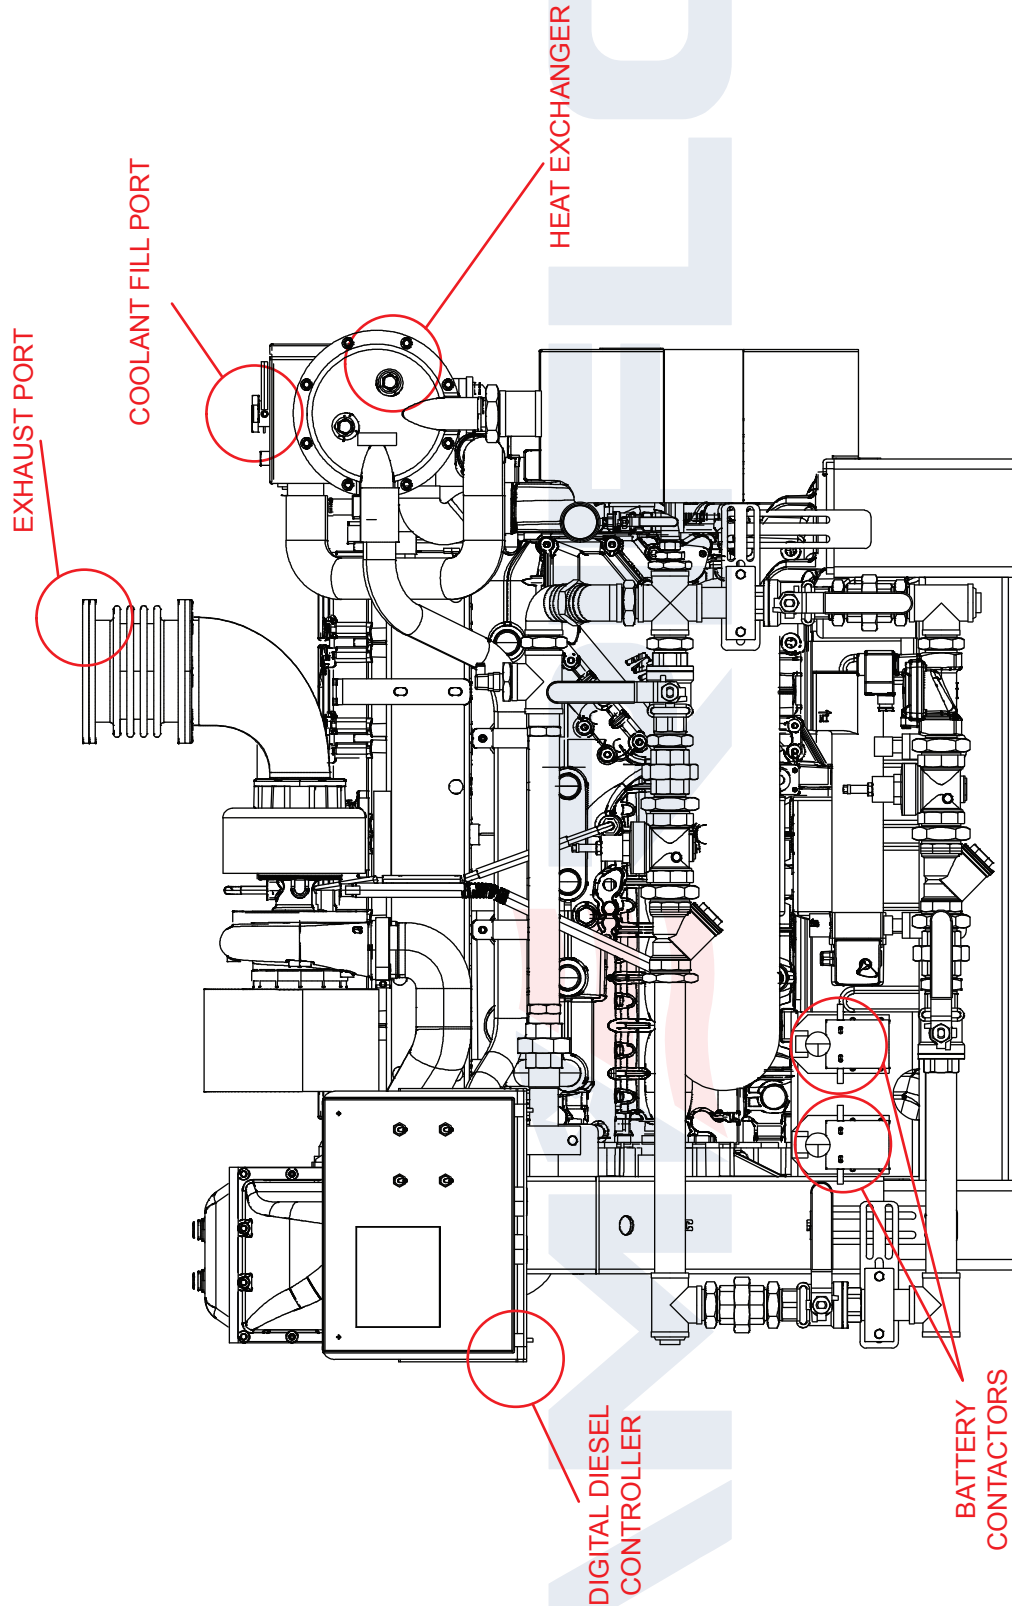 EXHAUST PORT
COOLANT FILL PORT
HEAT EXCHANGER
DIGITAL DIESEL
CONTROLLER
BATTERY
CONTACTORS